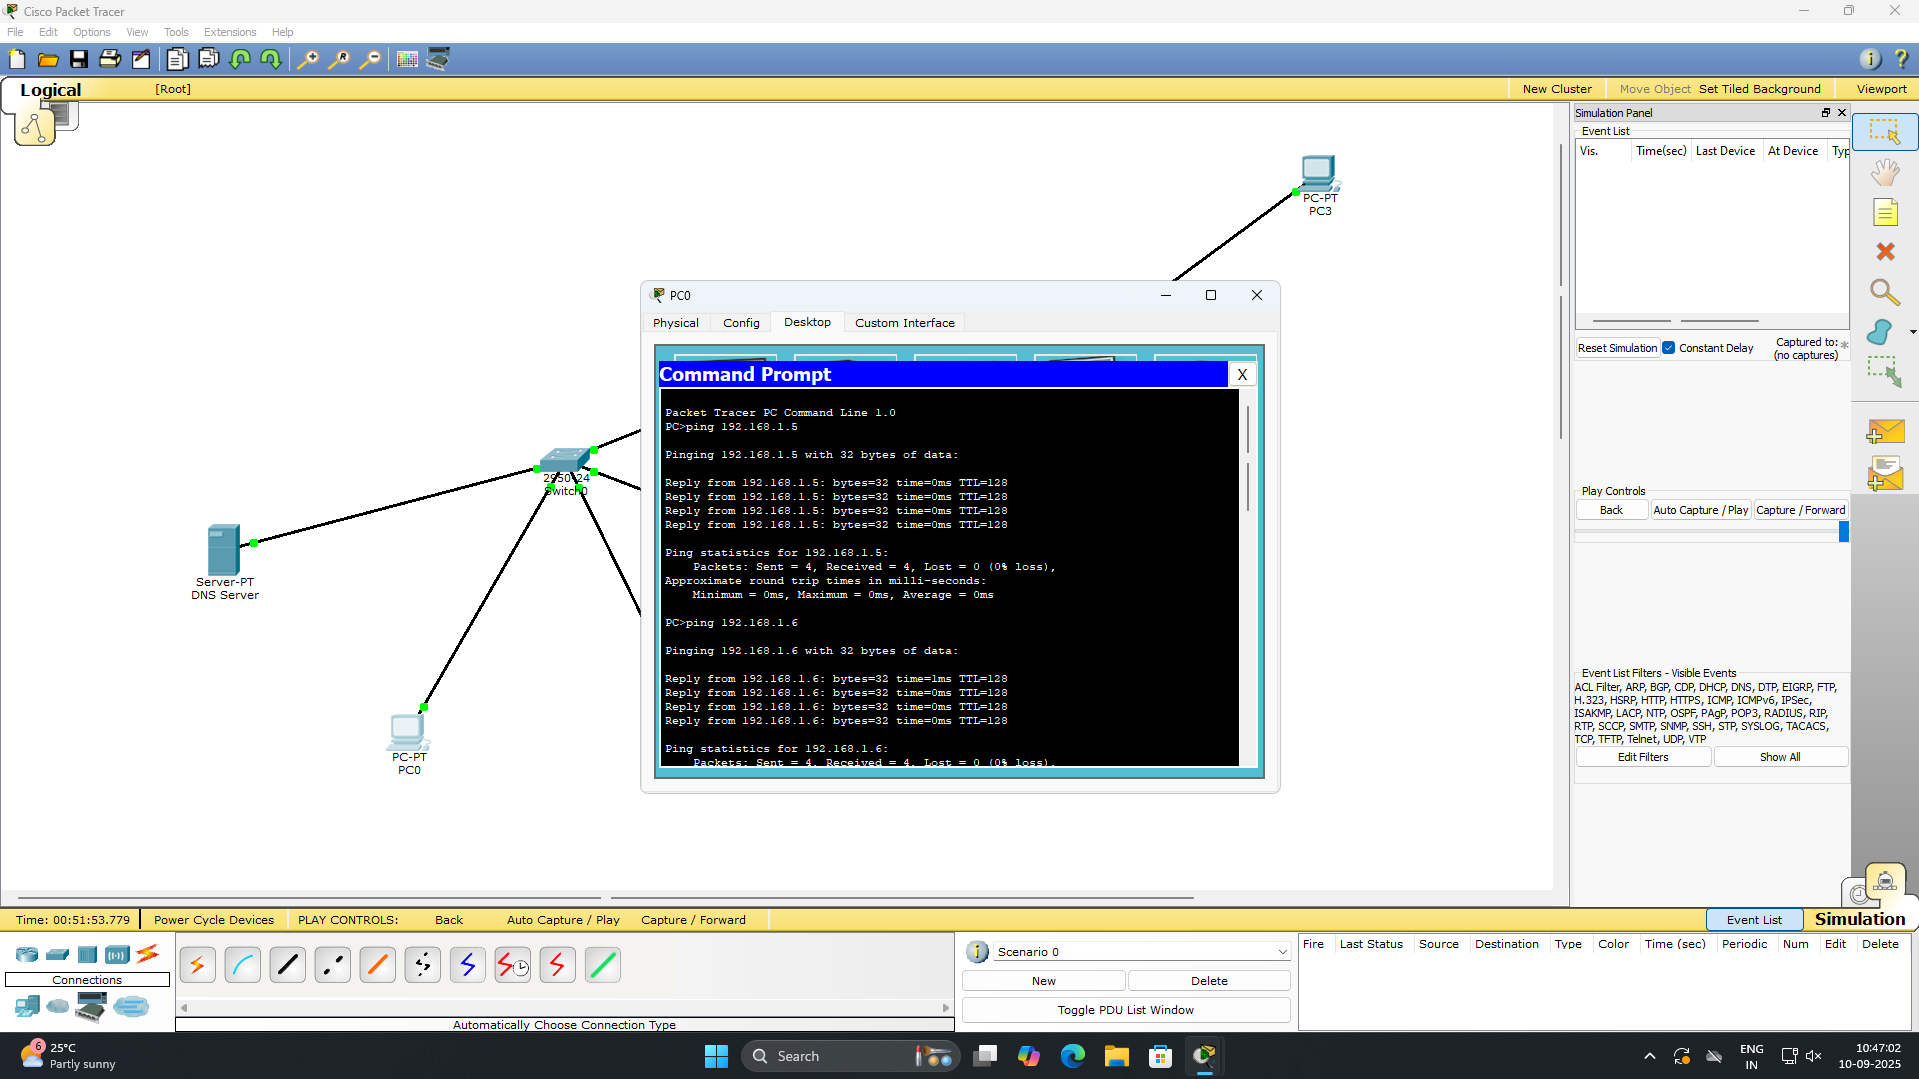 Cisco Packet Tracer
File Edit Options View Tools Extensions Help
Logical [Root] New Cluster Move Object Set Tiled Background Viewport
Simulation Panel
Event List
Vis. Time(sec) Last Device At Device Typ
PC-PT
PC3
PC0
Physical Config Desktop Custom Interface
Reset Simulation Constant Delay Captured to: *
(no captures)
Command Prompt X
Packet Tracer PC Command Line 1.0
PC>ping 192.168.1.5
Pinging 192.168.1.5 with 32 bytes of data:
Reply from 192.168.1.5: bytes=32 time=0ms TTL=128
Reply from 192.168.1.5: bytes=32 time=0ms TTL=128
Reply from 192.168.1.5: bytes=32 time=0ms TTL=128
Reply from 192.168.1.5: bytes=32 time=0ms TTL=128
Ping statistics for 192.168.1.5:
Packets: Sent = 4, Received = 4, Lost = 0 (0% loss),
Approximate round trip times in milli-seconds:
Minimum = 0ms, Maximum = 0ms, Average = 0ms
PC>ping 192.168.1.6
Pinging 192.168.1.6 with 32 bytes of data:
Reply from 192.168.1.6: bytes=32 time=1ms TTL=128
Reply from 192.168.1.6: bytes=32 time=0ms TTL=128
Reply from 192.168.1.6: bytes=32 time=0ms TTL=128
Reply from 192.168.1.6: bytes=32 time=0ms TTL=128
Ping statistics for 192.168.1.6:
Packets: Sent = 4, Received = 4, Lost = 0 (0% loss),
2950-24
Switch0
Server-PT
DNS Server
PC-PT
PC0
Play Controls
Back Auto Capture / Play Capture / Forward
Event List Filters - Visible Events
ACL Filter, ARP, BGP, CDP, DHCP, DNS, DTP, EIGRP, FTP,
H.323, HSRP, HTTP, HTTPS, ICMP, ICMPv6, IPSec,
ISAKMP, LACP, NTP, OSPF, PAgP, POP3, RADIUS, RIP,
RTP, SCCP, SMTP, SNMP, SSH, STP, SYSLOG, TACACS,
TCP, TFTP, Telnet, UDP, VTP
Edit Filters Show All
Time: 00:51:53.779 Power Cycle Devices PLAY CONTROLS: Back Auto Capture / Play Capture / Forward Event List Simulation
Connections
Automatically Choose Connection Type
Scenario 0
New Delete
Toggle PDU List Window
Fire Last Status Source Destination Type Color Time (sec) Periodic Num Edit Delete
6
25°C
Partly sunny
Search
ENG
IN
10:47:02
10-09-2025